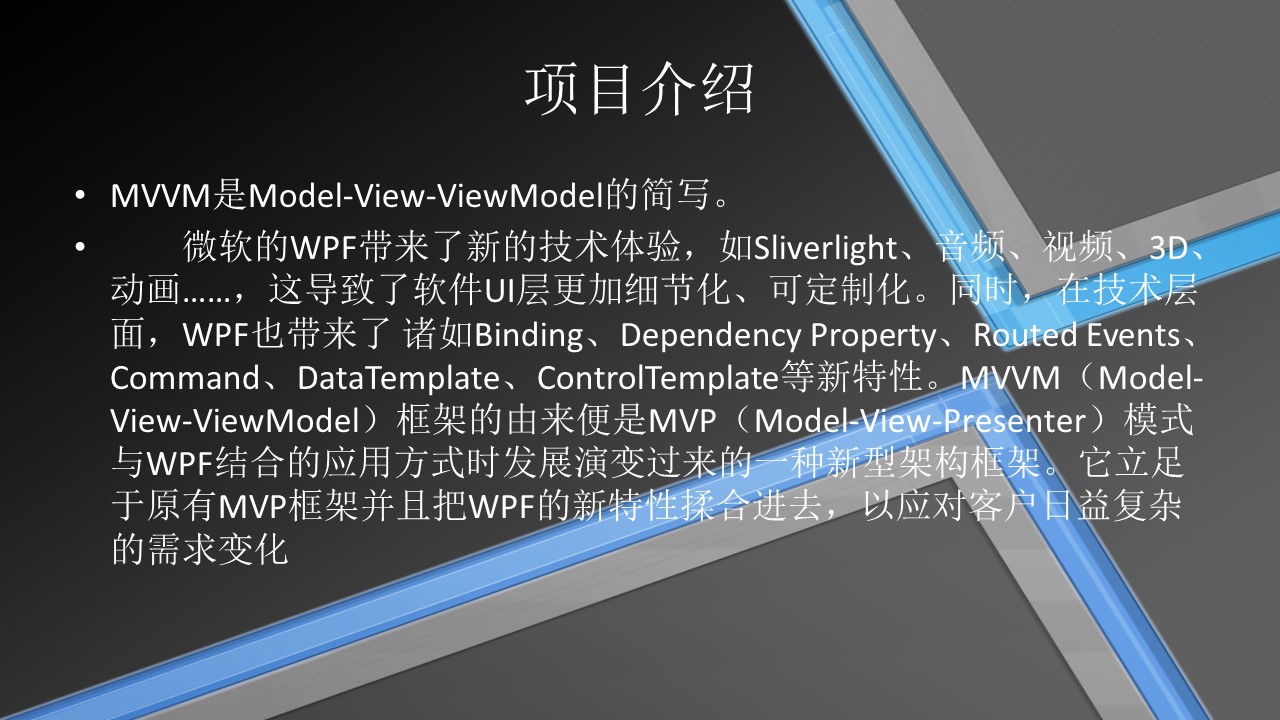 项目介绍
• MVVM是Model-View-ViewModel的简写。
• 微软的WPF带来了新的技术体验，如Sliverlight、音频、视频、3D、
动画……，这导致了软件UI层更加细节化、可定制化。同时，在技术层
面，WPF也带来了 诸如Binding、Dependency Property、Routed Events、
Command、DataTemplate、ControlTemplate等新特性。MVVM（Model-
View-ViewModel）框架的由来便是MVP（Model-View-Presenter）模式
与WPF结合的应用方式时发展演变过来的一种新型架构框架。它立足
于原有MVP框架并且把WPF的新特性揉合进去，以应对客户日益复杂
的需求变化